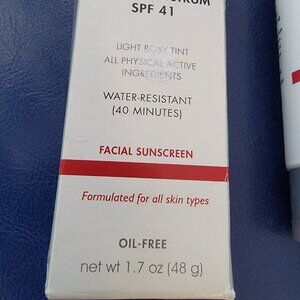 SPF 41
LIGHT ROSY TINT
ALL PHYSICAL ACTIVE
INGREDIENTS
WATER-RESISTANT
(40 MINUTES)
FACIAL SUNSCREEN
Formulated for all skin types
OIL-FREE
net wt 1.7 oz (48 g)